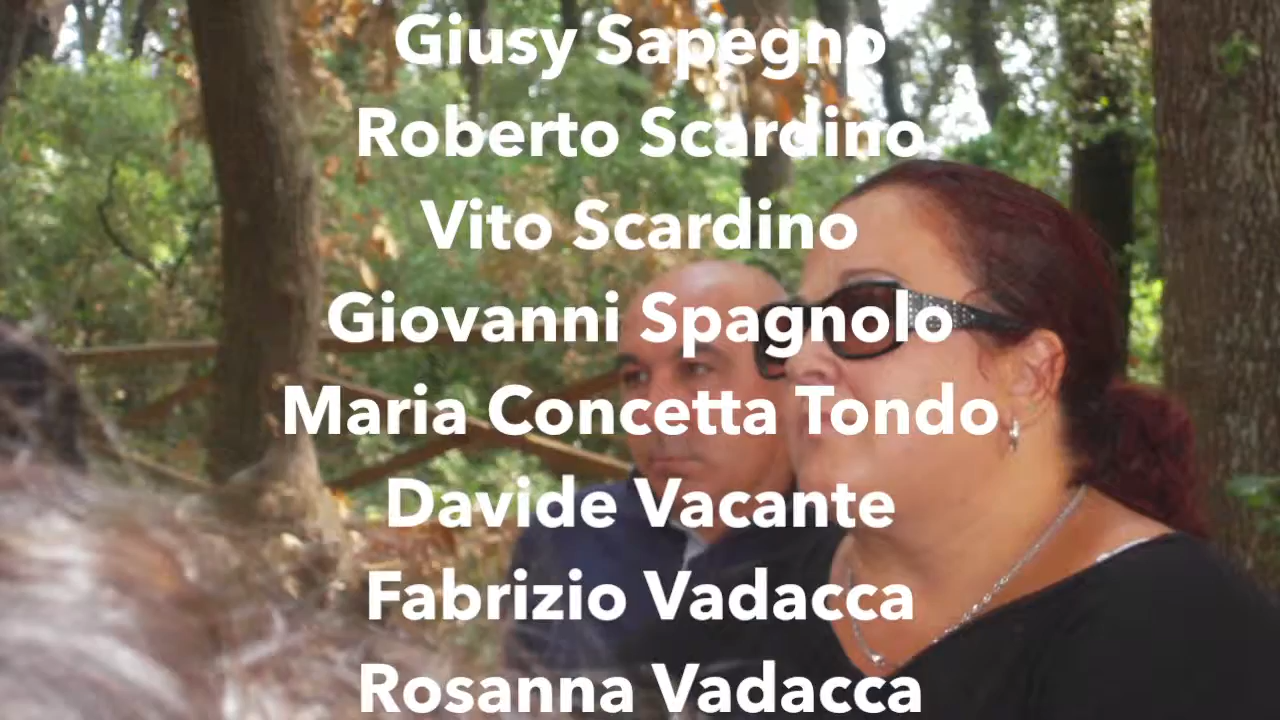 Giusy Sapegno
Roberto Scardino
Vito Scardino
Giovanni Spagnolo
Maria Concetta Tondo
Davide Vacante
Fabrizio Vadacca
Rosanna Vadacca